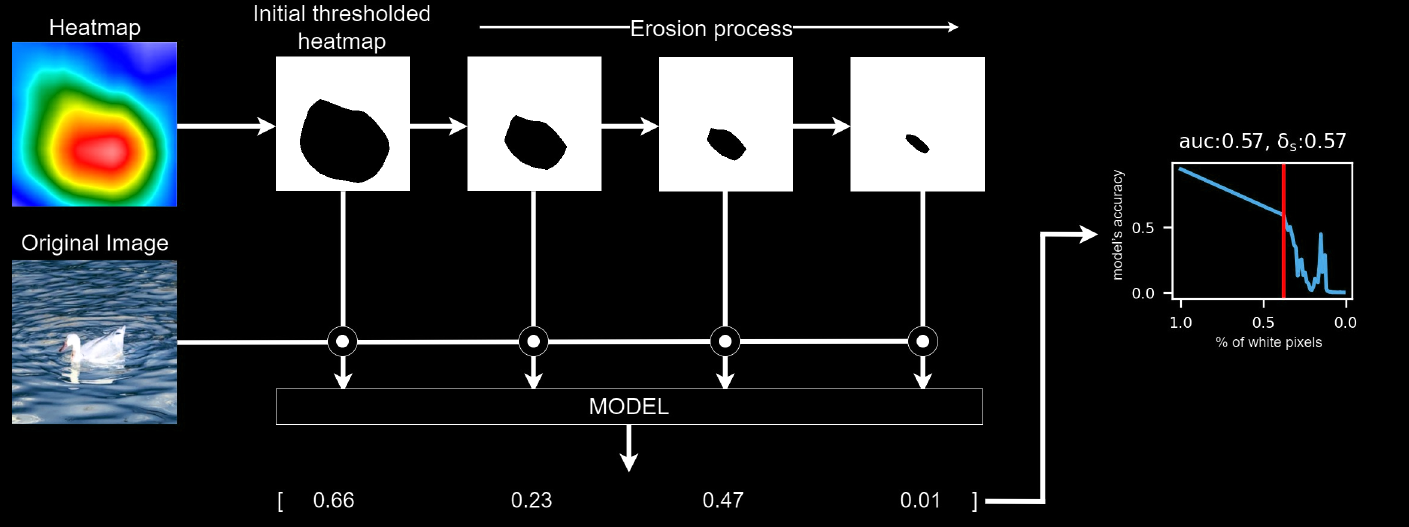 Heatmap
Initial thresholded
heatmap
Erosion process
Original Image
MODEL
[ 0.66 0.23 0.47 0.01 ]
auc:0.57, δₛ:0.57
model's accuracy
0.5
0.0
1.0 0.5 0.0
% of white pixels